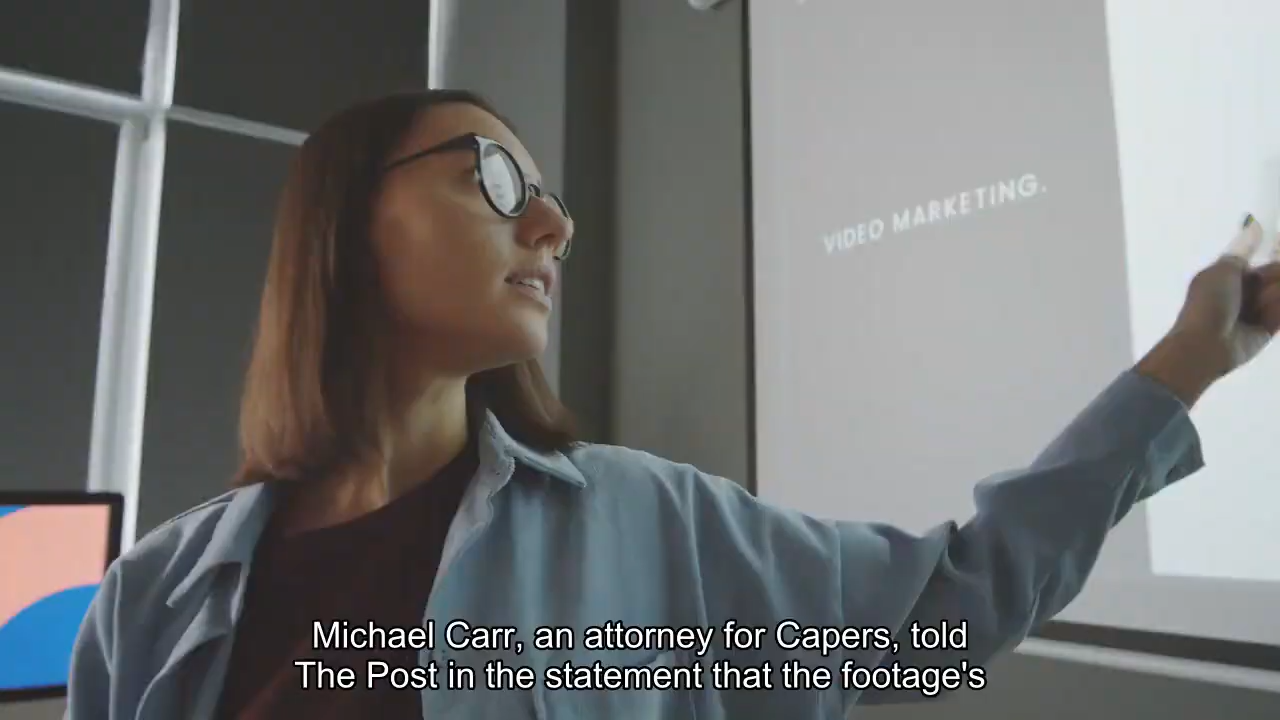 VIDEO MARKETING.
Michael Carr, an attorney for Capers, told
The Post in the statement that the footage's